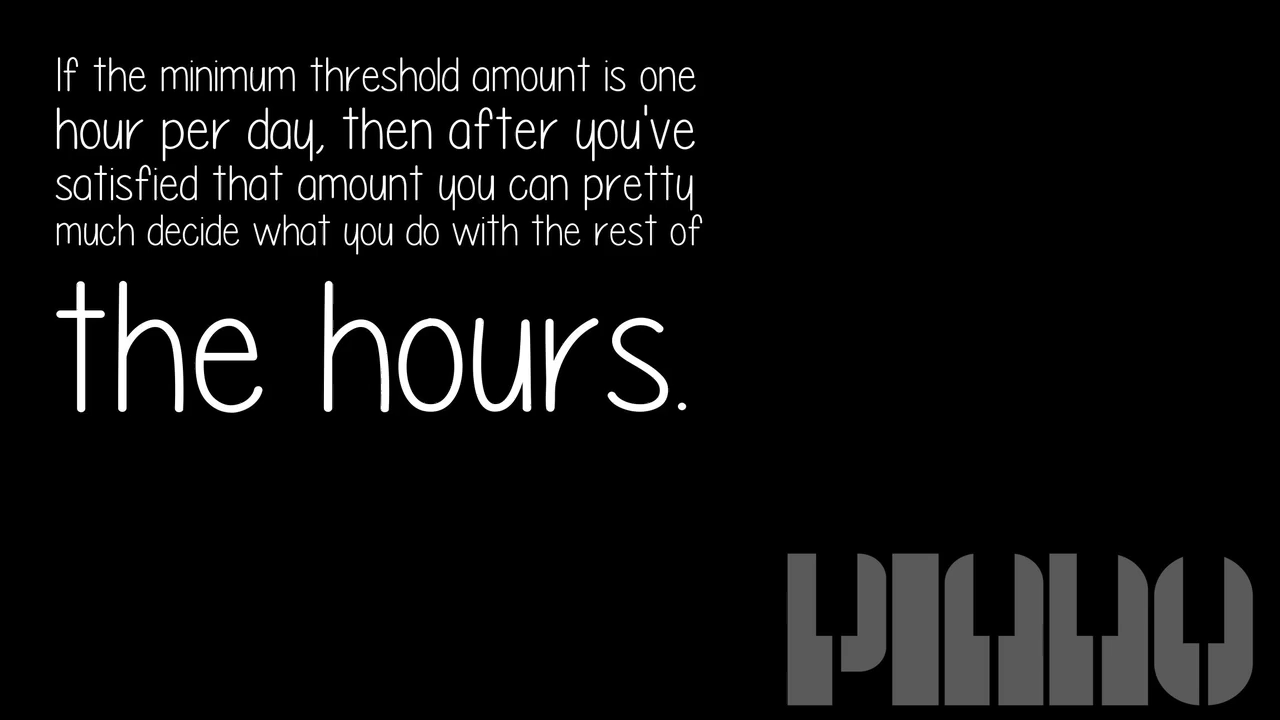 If the minimum threshold amount is one
hour per day, then after you've
satisfied that amount you can pretty
much decide what you do with the rest of
the hours.
PIANO